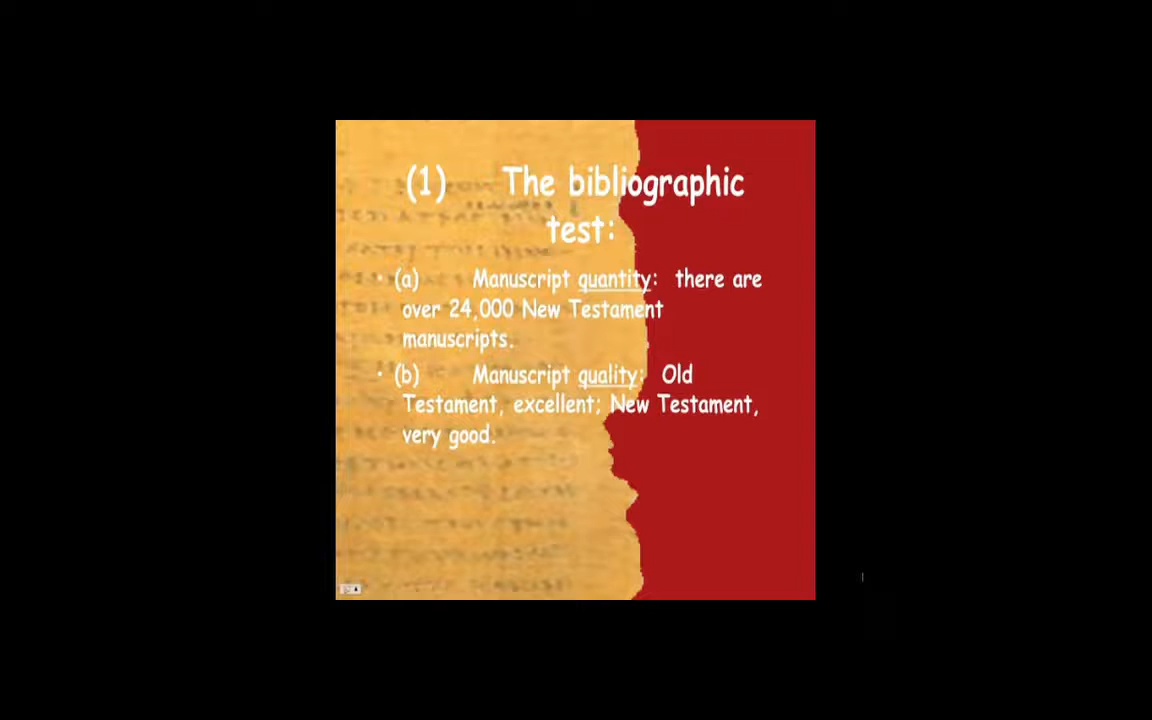 (1) The bibliographic
test:
• (a) Manuscript quantity: there are
over 24,000 New Testament
manuscripts.
• (b) Manuscript quality: Old
Testament, excellent; New Testament,
very good.